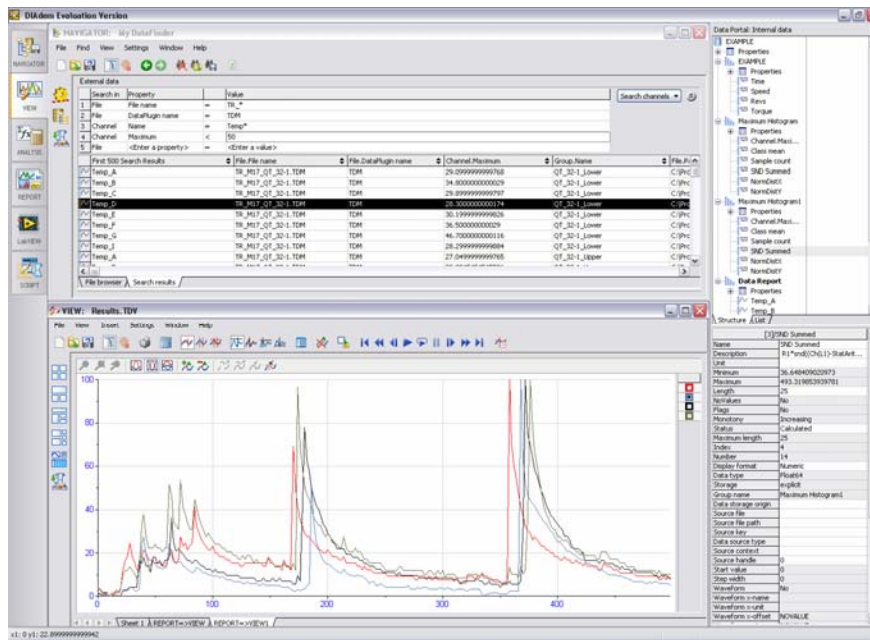 DIAdem Evaluation Version
NAVIGATOR: My DataFinder
File Find View Settings Window Help
External data
Search in Property Value
1 File File name = TR_*
2 File DataPlugin name = TDM
3 Channel Name = Temp*
4 Channel Maximum < 50
5 File <Enter a property> = <Enter a value>
Search channels
First 500 Search Results File.File name File.DataPlugin name Channel.Maximum Group.Name
Temp_A TR_M17_QT_32-1.TDM TDM 29.0999999999768 QT_32-1_Lower
Temp_B TR_M17_QT_32-1.TDM TDM 34.8000000000029 QT_32-1_Lower
Temp_C TR_M17_QT_32-1.TDM TDM 29.8999999999797 QT_32-1_Lower
Temp_D TR_M17_QT_32-1.TDM TDM 28.3000000000174 QT_32-1_Lower
Temp_E TR_M17_QT_32-1.TDM TDM 30.1999999999826 QT_32-1_Lower
Temp_F TR_M17_QT_32-1.TDM TDM 36.500000000029 QT_32-1_Lower
Temp_G TR_M17_QT_32-1.TDM TDM 46.7000000000116 QT_32-1_Lower
Temp_I TR_M17_QT_32-1.TDM TDM 28.2999999999884 QT_32-1_Lower
Temp_A TR_M17_QT_32-1.TDM TDM 27.0499999999765 QT_32-1_Upper
File browser Search results
NAVIGATOR
VIEW
ANALYSIS
REPORT
LabVIEW
SCRIPT
VIEW: Results.TDV
File View Insert Settings Window Help
100
80
60
40
20
0
0 100 200 300 400
Sheet 1 REPORT=>VIEW REPORT=>VIEW1
Data Portal: Internal data
EXAMPLE
Properties
EXAMPLE
Properties
Time
Speed
Revs
Torque
Maximum Histogram
Properties
Channel.Maxi...
Class mean
Sample count
SND Summed
NormDistX
NormDistY
Maximum Histogram1
Properties
Channel.Maxi...
Class mean
Sample count
SND Summed
NormDistX
NormDistY
Data Report
Properties
Temp_A
Temp_B
Structure List
[3]/SND Summed
Name SND Summed
Description
Unit
Minimum 36.648409020973
Maximum 493.319853939781
Length 25
NoValues No
Flags No
Monotony Increasing
Status Calculated
Maximum length 25
Index 4
Number 14
Display format Numeric
Data type Float64
Storage explicit
Group name Maximum Histogram1
Data storage origin
Source file
Source file path
Source key
Data source type
Source context
Source handle 0
Start value 0
Step width 0
Waveform No
Waveform x-name
Waveform x-unit
Waveform x-offset NOVALUE
x1: 0 y1: 22.8999999999942